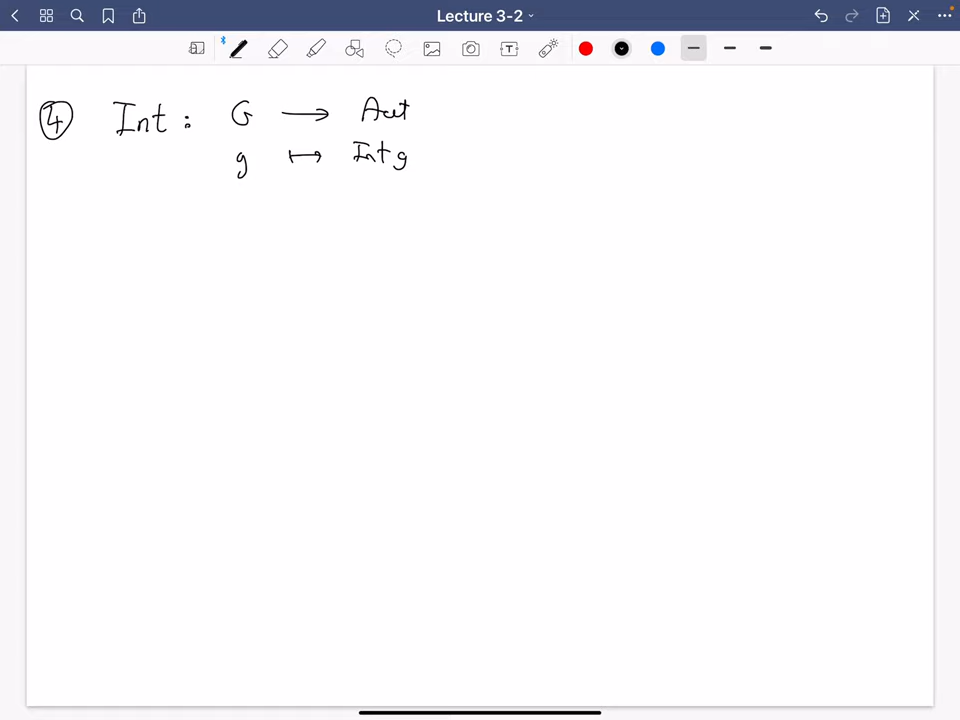 Lecture 3-2
④ Int : G ⟶ Aut
g ⟼ Int g